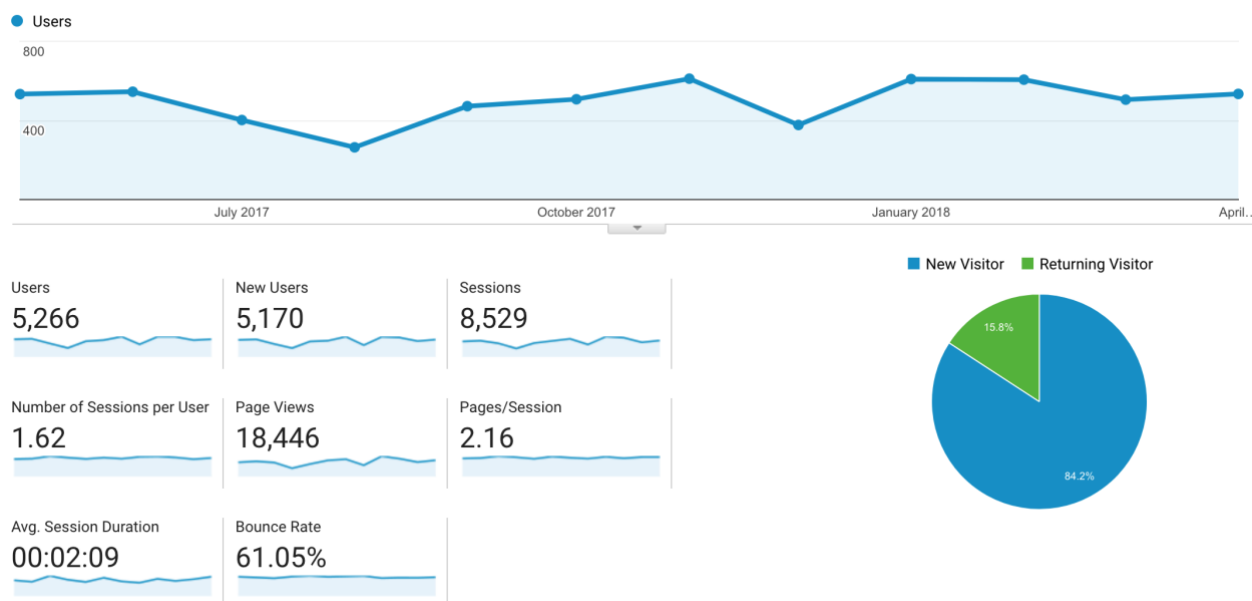 Users
800
400
July 2017 October 2017 January 2018 April...
New Visitor Returning Visitor
Users New Users Sessions
5,266 5,170 8,529
15.8%
Number of Sessions per User Page Views Pages/Session
1.62 18,446 2.16
84.2%
Avg. Session Duration Bounce Rate
00:02:09 61.05%